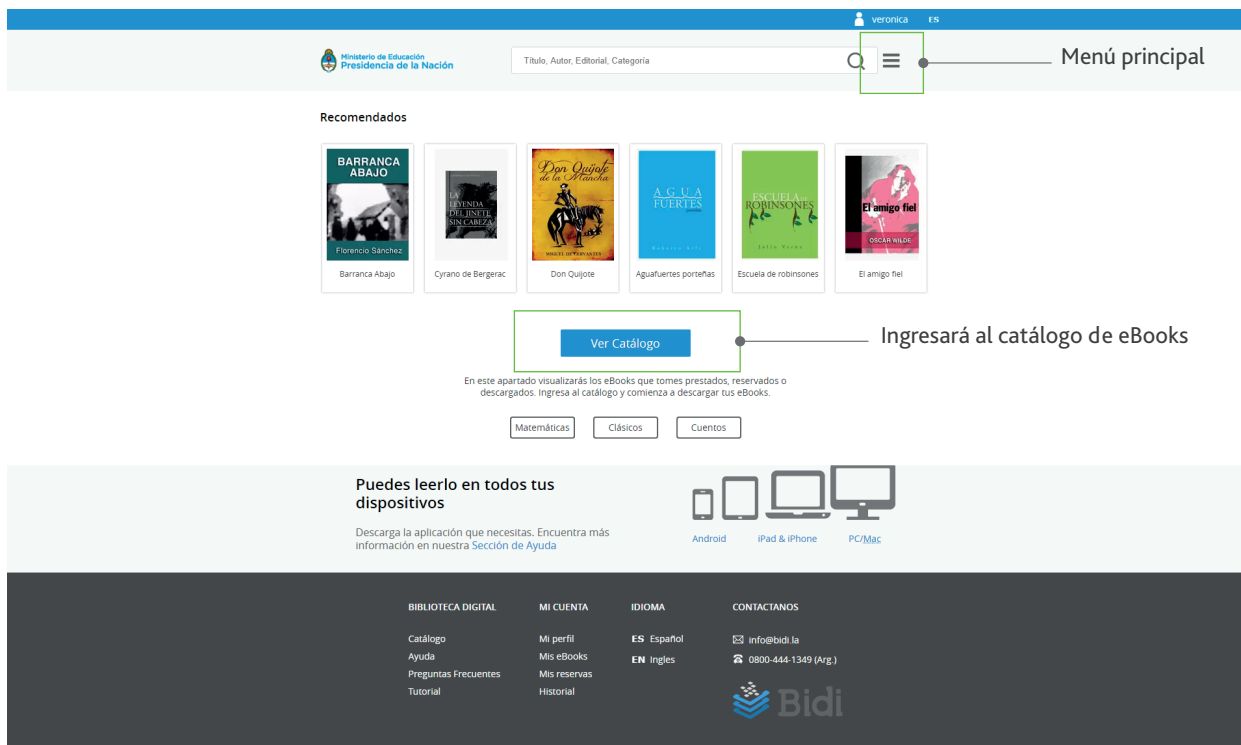 veronica ES
Ministerio de Educación
Presidencia de la Nación
Título, Autor, Editorial, Categoría
Menú principal
Recomendados
BARRANCA
ABAJO
Florencio Sánchez
LA
LEYENDA
DEL JINETE
SIN CABEZA
Don Quijote
de la Mancha
MIGUEL DE CERVANTES
AGUA
FUERTES
Roberto Arlt
ESCUELA DE
ROBINSONES
Julio Verne
El amigo fiel
OSCAR WILDE
Barranca Abajo
Cyrano de Bergerac
Don Quijote
Aguafuertes porteñas
Escuela de robinsones
El amigo fiel
Ver Catálogo
Ingresará al catálogo de eBooks
En este apartado visualizarás los eBooks que tomes prestados, reservados o
descargados. Ingresa al catálogo y comienza a descargar tus eBooks.
Matemáticas Clásicos Cuentos
Puedes leerlo en todos tus
dispositivos
Descarga la aplicación que necesitas. Encuentra más
información en nuestra Sección de Ayuda
Android iPad & iPhone PC/Mac
BIBLIOTECA DIGITAL
Catálogo
Ayuda
Preguntas Frecuentes
Tutorial
MI CUENTA
Mi perfil
Mis eBooks
Mis reservas
Historial
IDIOMA
ES Español
EN Ingles
CONTACTANOS
info@bidi.la
0800-444-1349 (Arg.)
Bidi